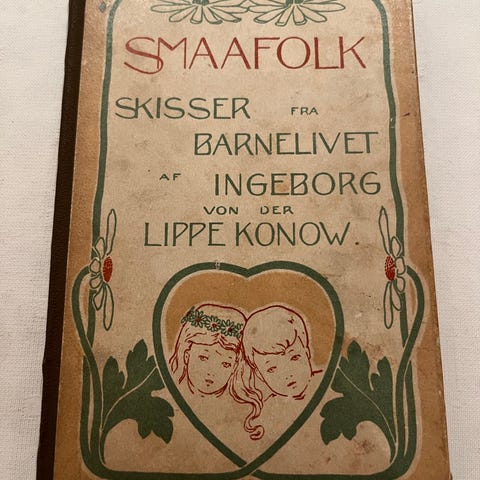 SMAAFOLK
SKISSER FRA
BARNELIVET
AF INGEBORG
VON DER
LIPPE KONOW.